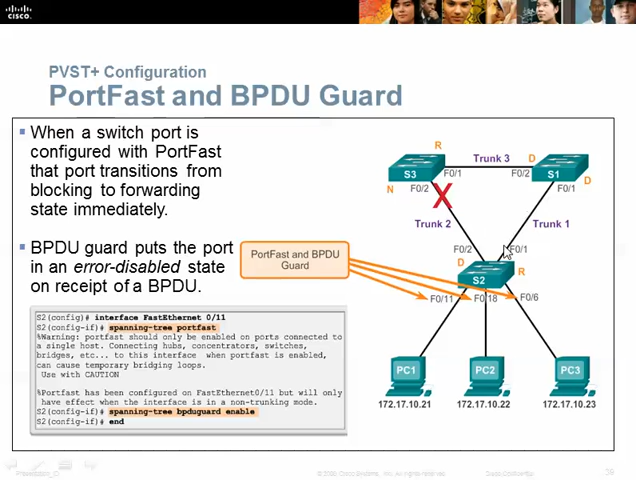 CISCO.
PVST+ Configuration
PortFast and BPDU Guard
When a switch port is
configured with PortFast
that port transitions from
blocking to forwarding
state immediately.
BPDU guard puts the port
in an error-disabled state
on receipt of a BPDU.
S2(config)# interface FastEthernet 0/11
S2(config-if)# spanning-tree portfast
%Warning: portfast should only be enabled on ports connected to
a single host. Connecting hubs, concentrators, switches,
bridges, etc... to this interface when portfast is enabled,
can cause temporary bridging loops.
Use with CAUTION
%Portfast has been configured on FastEthernet0/11 but will only
have effect when the interface is in a non-trunking mode.
S2(config-if)# spanning-tree bpduguard enable
S2(config-if)# end
PortFast and BPDU
Guard
R
Trunk 3
D
S3
F0/1
F0/2
S1
N
F0/2
F0/1
D
Trunk 2
Trunk 1
F0/2
F0/1
D
S2
R
F0/11
F0/18
F0/6
PC1
PC2
PC3
172.17.10.21
172.17.10.22
172.17.10.23
Presentation_ID
Cisco Confidential
39